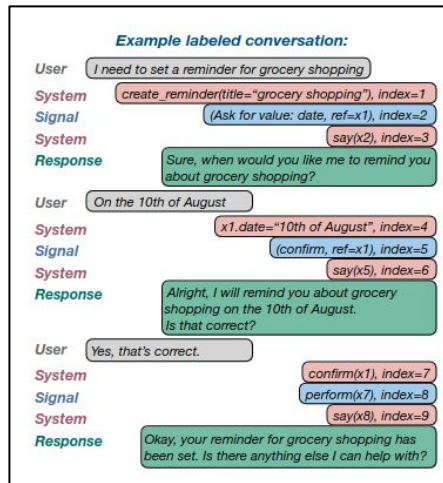 Example labeled conversation:
User I need to set a reminder for grocery shopping
System create_reminder(title=“grocery shopping”), index=1
Signal (Ask for value: date, ref=x1), index=2
System say(x2), index=3
Response Sure, when would you like me to remind you
about grocery shopping?
User On the 10th of August
System x1.date=“10th of August”, index=4
Signal (confirm, ref=x1), index=5
System say(x5), index=6
Response Alright, I will remind you about grocery
shopping on the 10th of August.
Is that correct?
User Yes, that’s correct.
System confirm(x1), index=7
Signal perform(x7), index=8
System say(x8), index=9
Response Okay, your reminder for grocery shopping has
been set. Is there anything else I can help with?